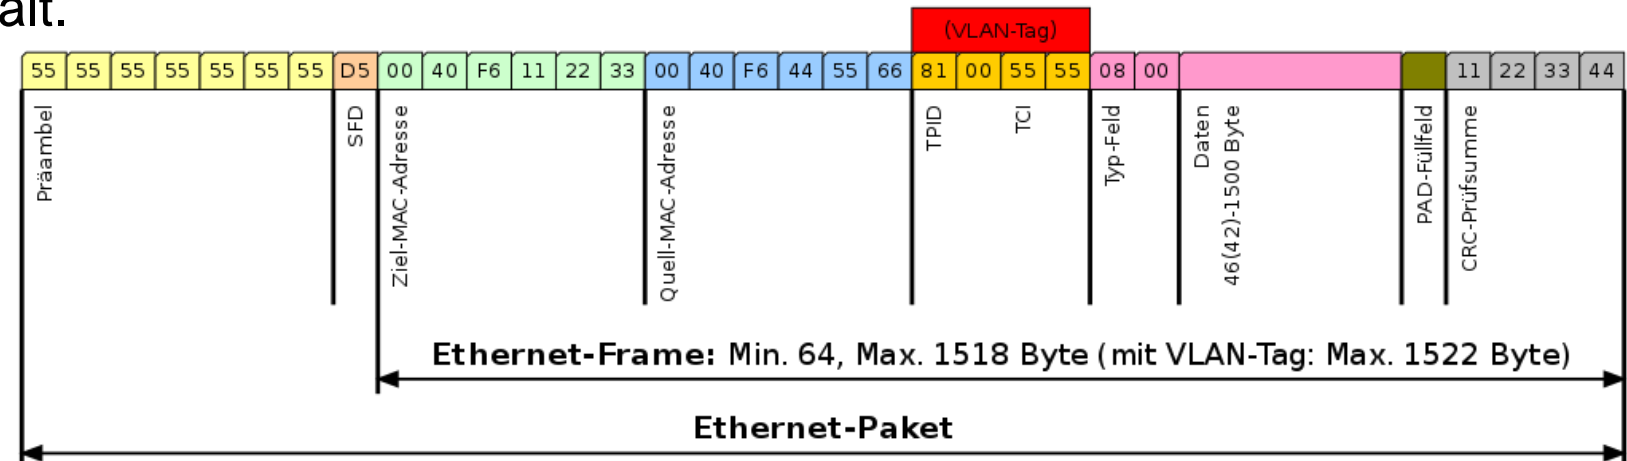 alt.
(VLAN-Tag)
55 55 55 55 55 55 55 D5 00 40 F6 11 22 33 00 40 F6 44 55 66 81 00 55 55 08 00 11 22 33 44
Präambel
SFD
Ziel-MAC-Adresse
Quell-MAC-Adresse
TPID
TCI
Typ-Feld
Daten
46(42)-1500 Byte
PAD-Füllfeld
CRC-Prüfsumme
Ethernet-Frame: Min. 64, Max. 1518 Byte (mit VLAN-Tag: Max. 1522 Byte)
Ethernet-Paket